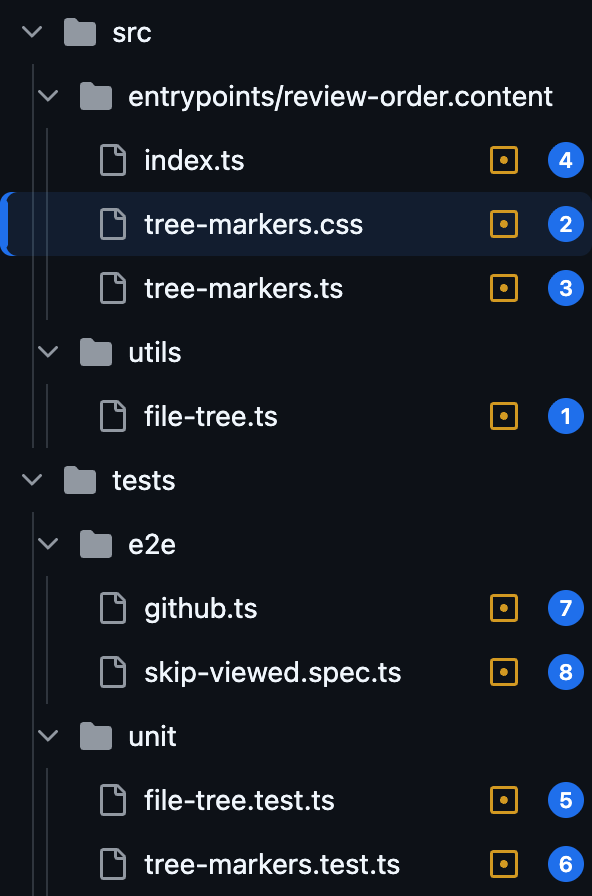 src
entrypoints/review-order.content
index.ts 4
tree-markers.css 2
tree-markers.ts 3
utils
file-tree.ts 1
tests
e2e
github.ts 7
skip-viewed.spec.ts 8
unit
file-tree.test.ts 5
tree-markers.test.ts 6